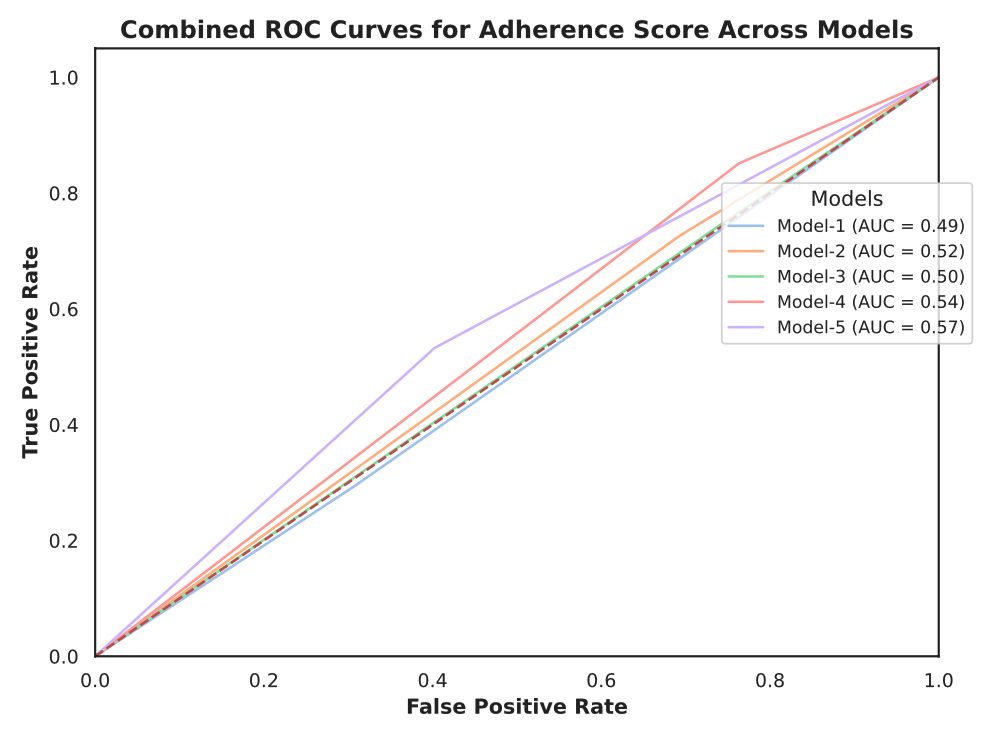 Combined ROC Curves for Adherence Score Across Models
True Positive Rate
1.0
0.8
0.6
0.4
0.2
0.0
Models
Model-1 (AUC = 0.49)
Model-2 (AUC = 0.52)
Model-3 (AUC = 0.50)
Model-4 (AUC = 0.54)
Model-5 (AUC = 0.57)
0.0 0.2 0.4 0.6 0.8 1.0
False Positive Rate